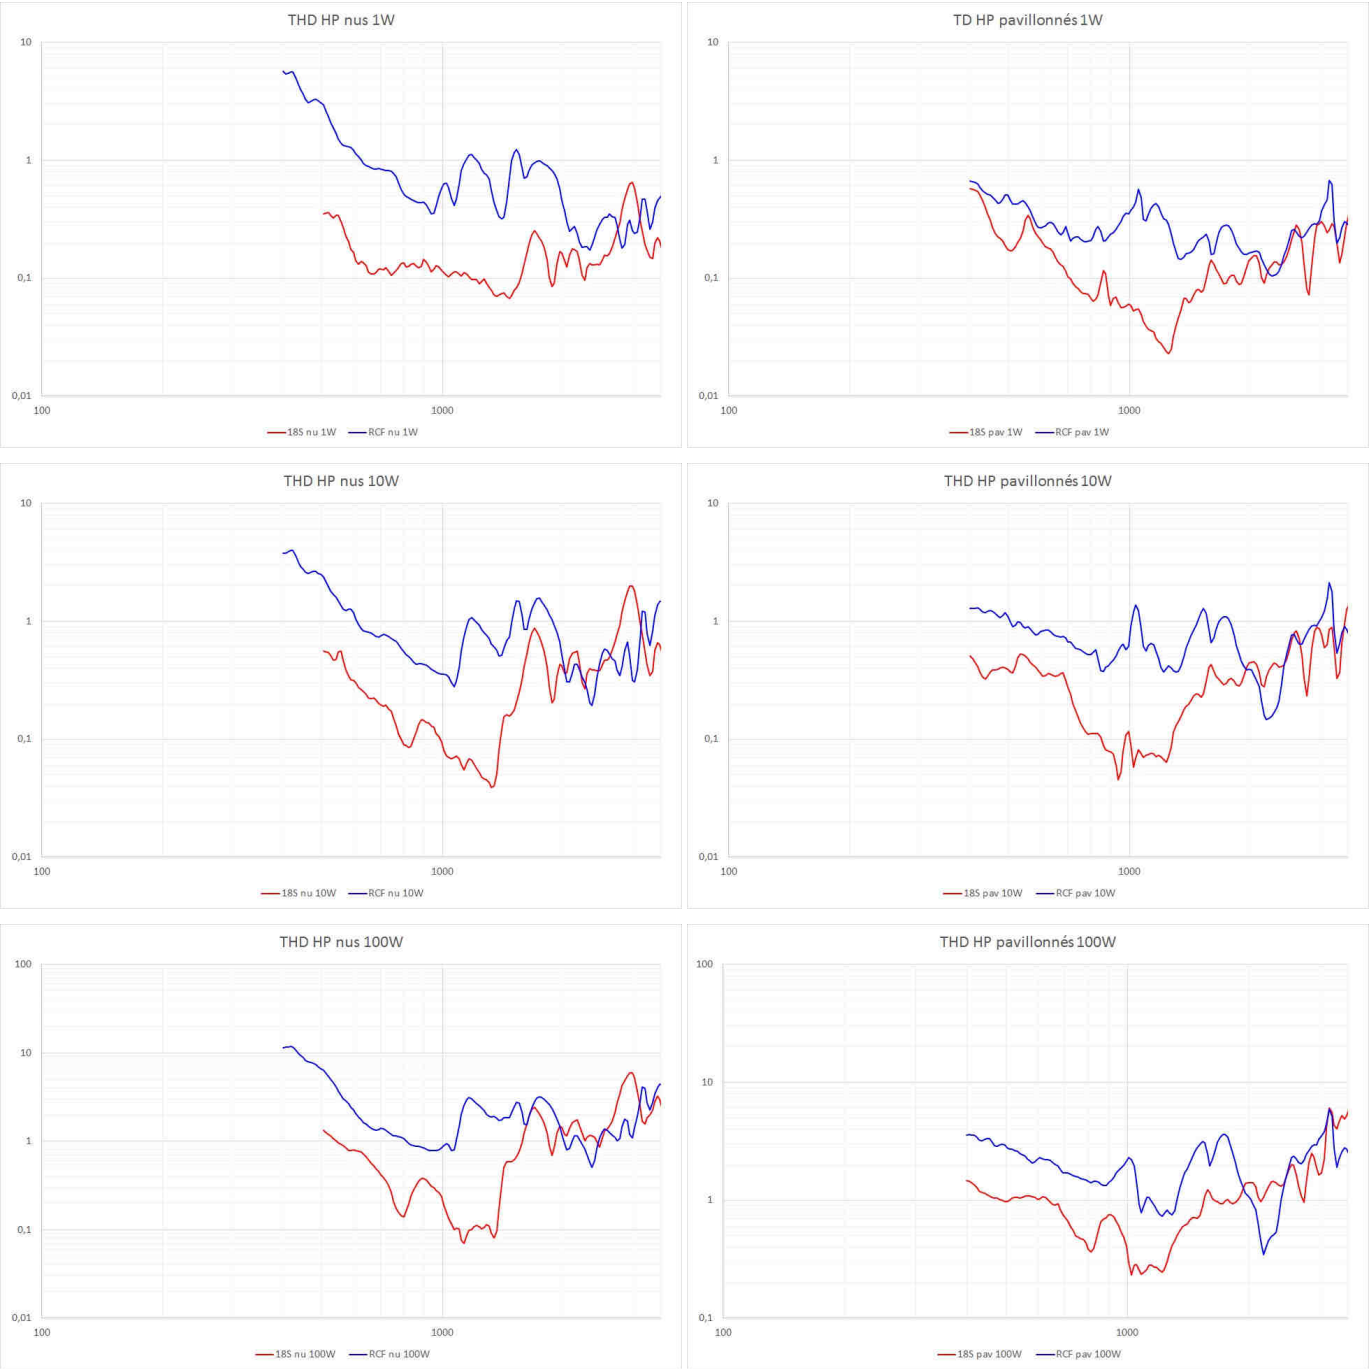 THD HP nus 1W
10
1
0,1
0,01
100 1000
18S nu 1W RCF nu 1W
TD HP pavillonnés 1W
10
1
0,1
0,01
100 1000
18S pav 1W RCF pav 1W
THD HP nus 10W
10
1
0,1
0,01
100 1000
18S nu 10W RCF nu 10W
THD HP pavillonnés 10W
10
1
0,1
0,01
100 1000
18S pav 10W RCF pav 10W
THD HP nus 100W
100
10
1
0,1
0,01
100 1000
18S nu 100W RCF nu 100W
THD HP pavillonnés 100W
100
10
1
0,1
100 1000
18S pav 100W RCF pav 100W